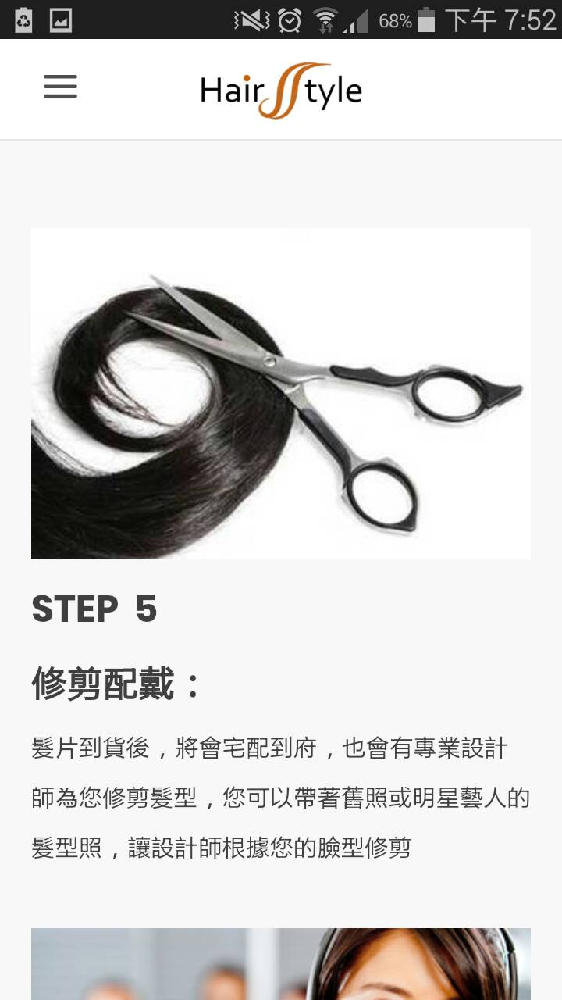 68% 下午 7:52
Hair Style
STEP 5
修剪配戴：
髮片到貨後，將會宅配到府，也會有專業設計
師為您修剪髮型，您可以帶著舊照或明星藝人的
髮型照，讓設計師根據您的臉型修剪